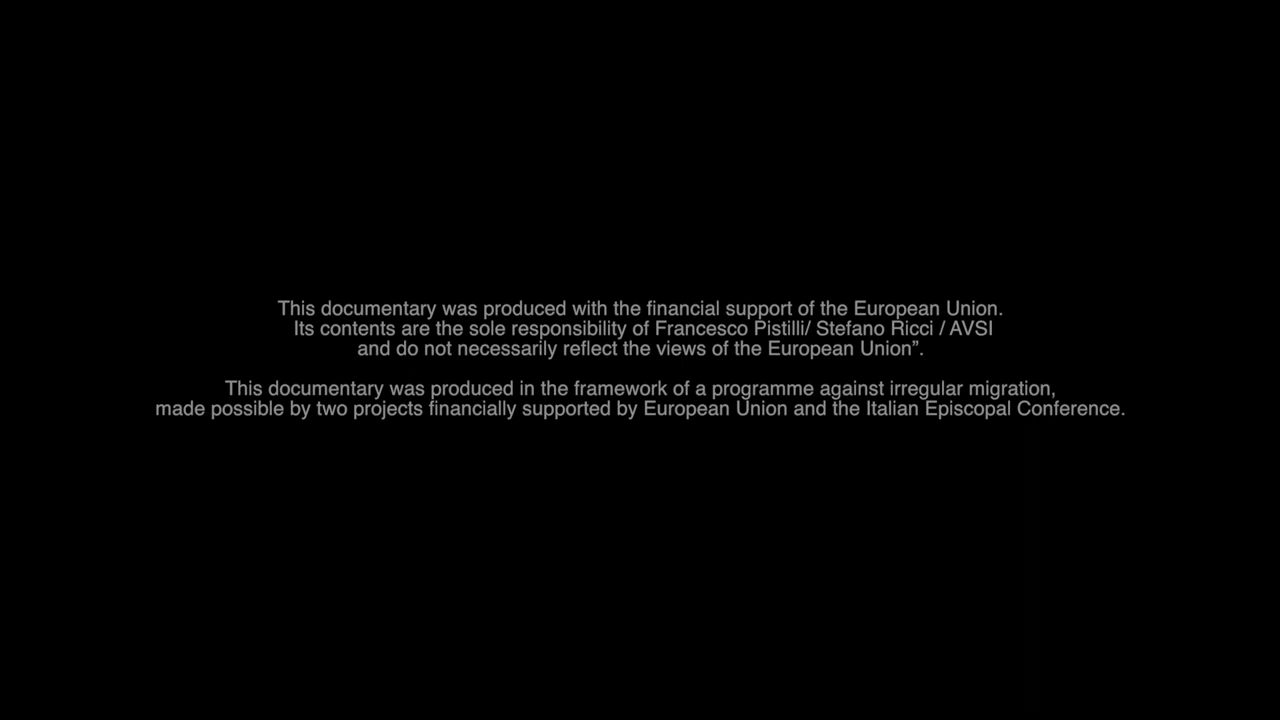 This documentary was produced with the financial support of the European Union.
Its contents are the sole responsibility of Francesco Pistilli/ Stefano Ricci / AVSI
and do not necessarily reflect the views of the European Union”.
This documentary was produced in the framework of a programme against irregular migration,
made possible by two projects financially supported by European Union and the Italian Episcopal Conference.